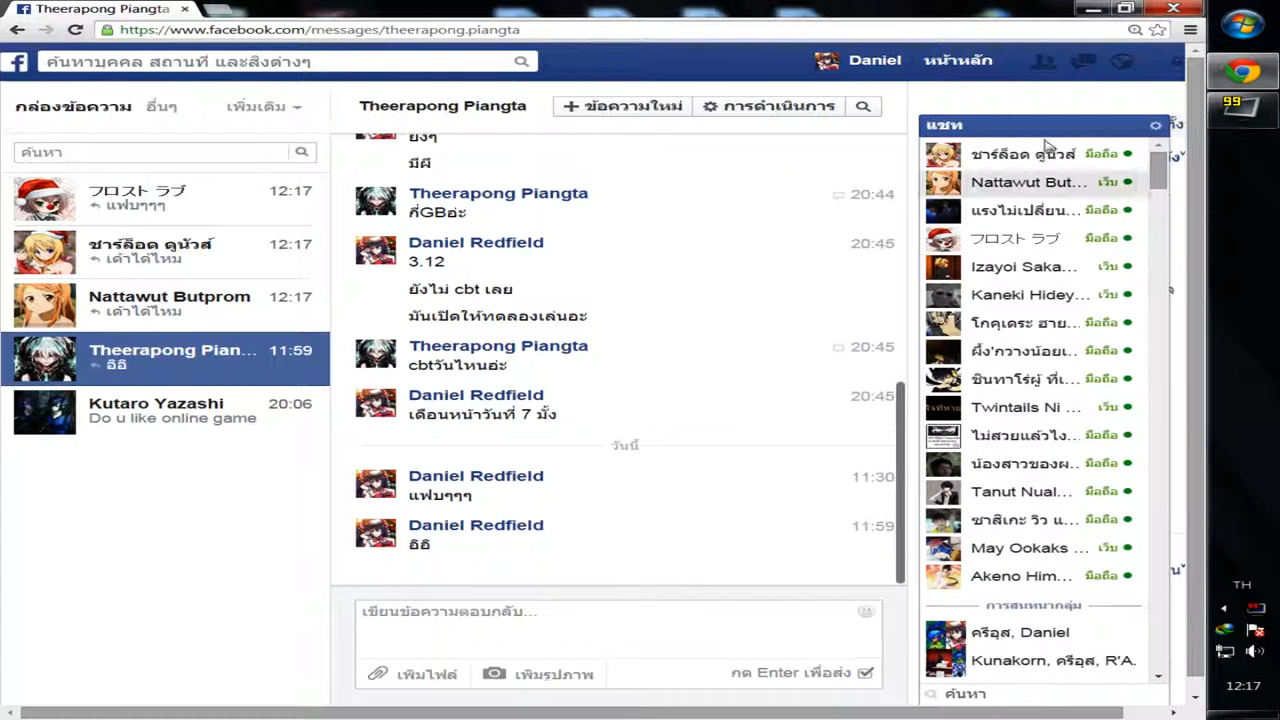 Theerapong Piangta
https://www.facebook.com/messages/theerapong.piangta
ค้นหาบุคคล สถานที่ และสิ่งต่างๆ
Daniel หน้าหลัก
กล่องข้อความ อื่นๆ เพิ่มเติม
ค้นหา
フロスト ラブ 12:17
แฟบๆๆๆ
ชาร์ล็อต ดูนัวส์ 12:17
เด้าได้ไหม
Nattawut Butprom 12:17
เด้าได้ไหม
Theerapong Pian... 11:59
อิอิ
Kutaro Yazashi 20:06
Do u like online game
Theerapong Piangta
ข้อความใหม่
การดำเนินการ
ยังๆ
มีผี
Theerapong Piangta 20:44
กี่GBอ่ะ
Daniel Redfield 20:45
3.12
ยังไม่ cbt เลย
มันเปิดให้ทดลองเล่นอะ
Theerapong Piangta 20:45
cbtวันไหนอ่ะ
Daniel Redfield 20:45
เดือนหน้าวันที่ 7 มั้ง
วันนี้
Daniel Redfield 11:30
แฟบๆๆๆ
Daniel Redfield 11:59
อิอิ
เขียนข้อความตอบกลับ...
เพิ่มไฟล์ เพิ่มรูปภาพ กด Enter เพื่อส่ง
แชท
ชาร์ล็อต ดูนัวส์ มือถือ
Nattawut But... เว็บ
แรงไม่เปลี่ยน... มือถือ
フロスト ラブ มือถือ
Izayoi Saka... เว็บ
Kaneki Hidey... เว็บ
โกคุเดระ ฮาย... มือถือ
ผึ้ง'กวางน้อยเ... มือถือ
ชินทาโร่ผู้ ที่เ... มือถือ
Twintails Ni ... เว็บ
ไม่สวยแล้วไง... มือถือ
น้องสาวของผ... มือถือ
Tanut Nual... มือถือ
ซาสึเกะ วิว แ... มือถือ
May Ookaks ... เว็บ
Akeno Him... มือถือ
การสนทนากลุ่ม
ครีอุส, Daniel
Kunakorn, ครีอุส, R'A.
ค้นหา
99
TH
12:17